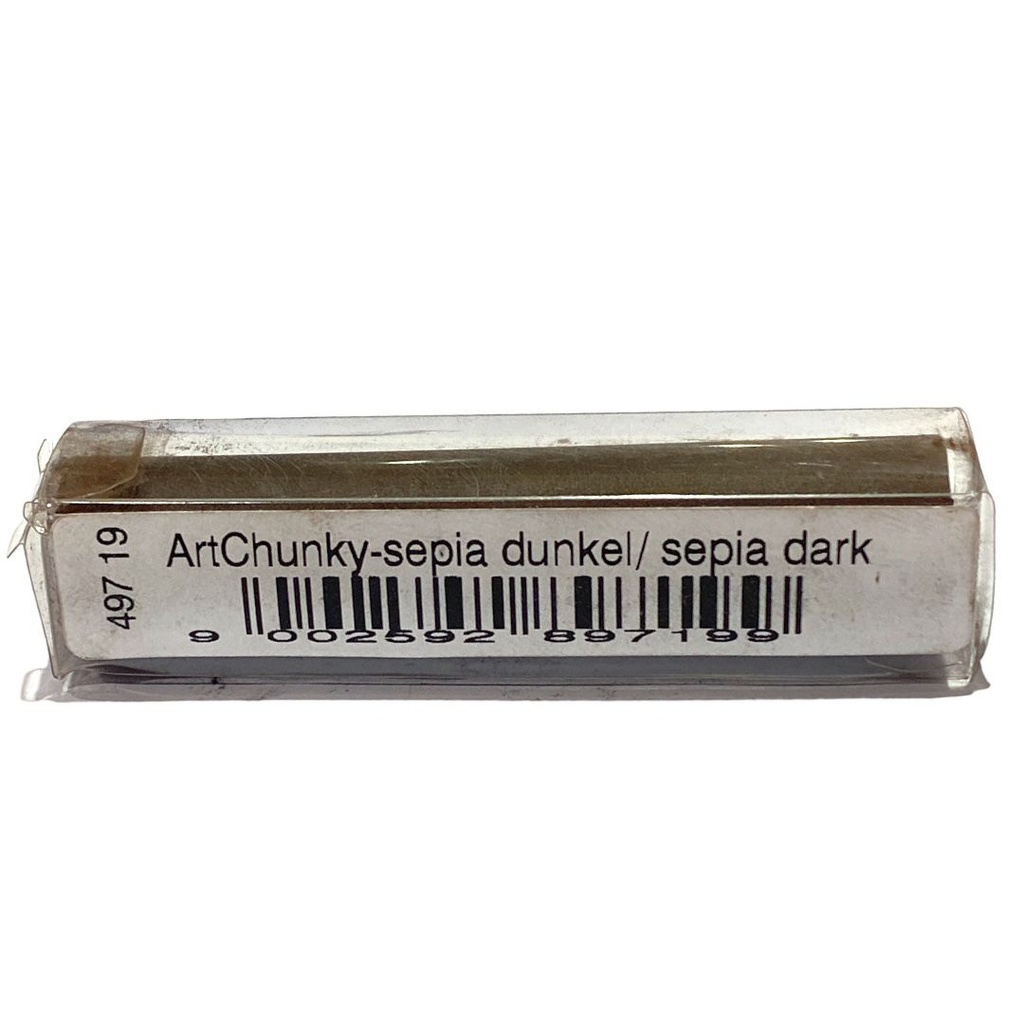 497 19
ArtChunky-sepia dunkel/ sepia dark
9 002592 897199